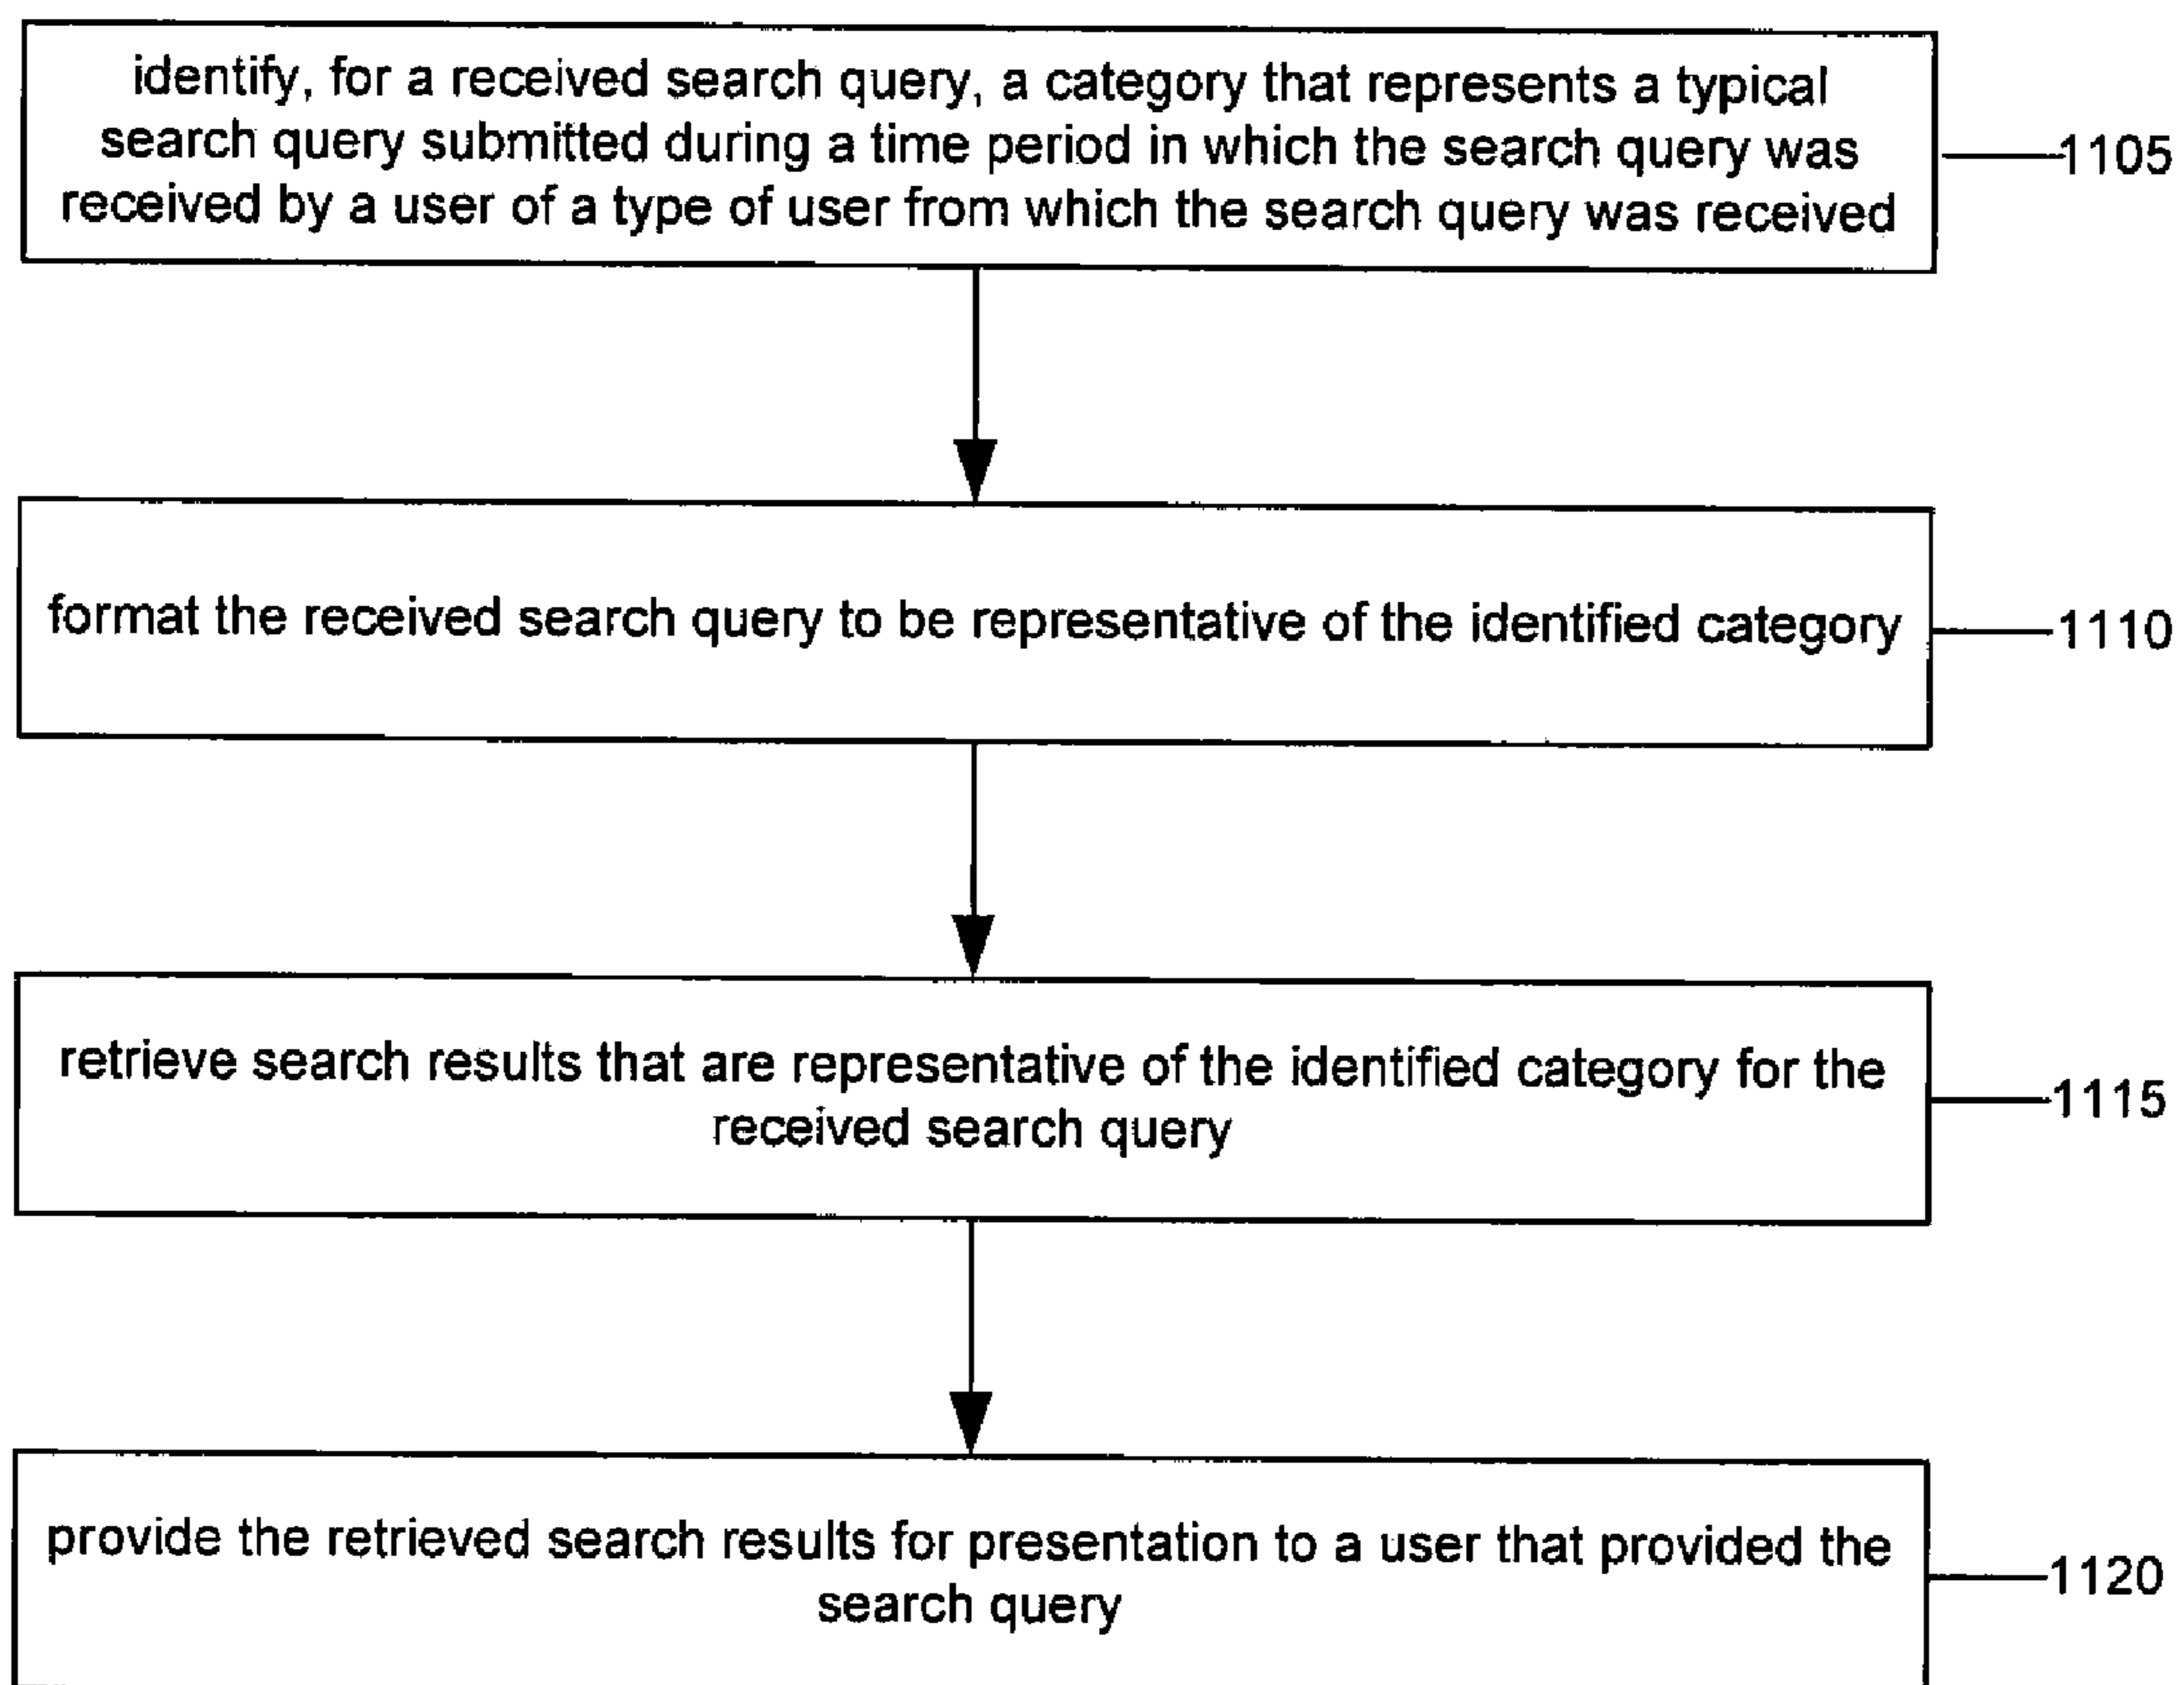 identify, for a received search query, a category that represents a typical
search query submitted during a time period in which the search query was
received by a user of a type of user from which the search query was received
1105
format the received search query to be representative of the identified category
1110
retrieve search results that are representative of the identified category for the
received search query
1115
provide the retrieved search results for presentation to a user that provided the
search query
1120